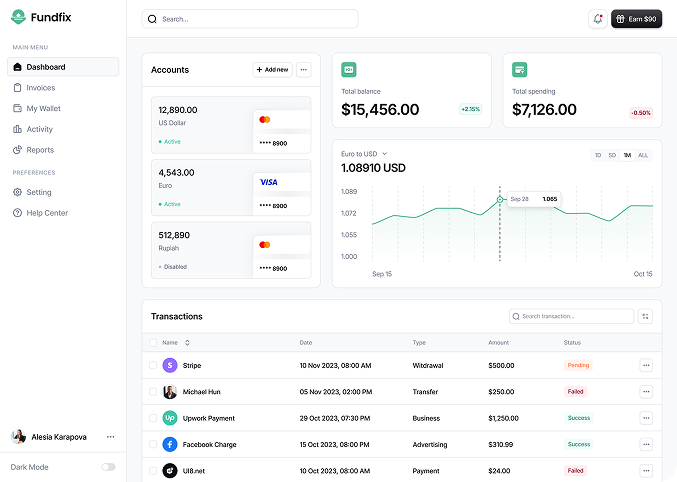 Fundfix
Search...
Earn $90
MAIN MENU
Dashboard
Invoices
My Wallet
Activity
Reports
PREFERENCES
Setting
Help Center
Alesia Karapova
Dark Mode
Accounts
+ Add new
12,890.00
US Dollar
Active
•••• 8900
4,543.00
Euro
Active
VISA
•••• 8900
512,890
Rupiah
Disabled
•••• 8900
Total balance
$15,456.00
+2.15%
Total spending
$7,126.00
-0.50%
Euro to USD
1.08910 USD
1D 5D 1M ALL
1.089
1.072
1.055
1.000
Sep 28 1.065
Sep 15 Oct 15
Transactions
Search transaction...
Name Date Type Amount Status
S Stripe 10 Nov 2023, 08:00 AM Witdrawal $500.00 Pending
Michael Hun 05 Nov 2023, 02:00 PM Transfer $250.00 Failed
Up Upwork Payment 29 Oct 2023, 07:30 PM Business $1,250.00 Success
Facebook Charge 15 Oct 2023, 08:00 PM Advertising $310.99 Success
UI8.net 10 Oct 2023, 08:00 AM Payment $24.00 Failed